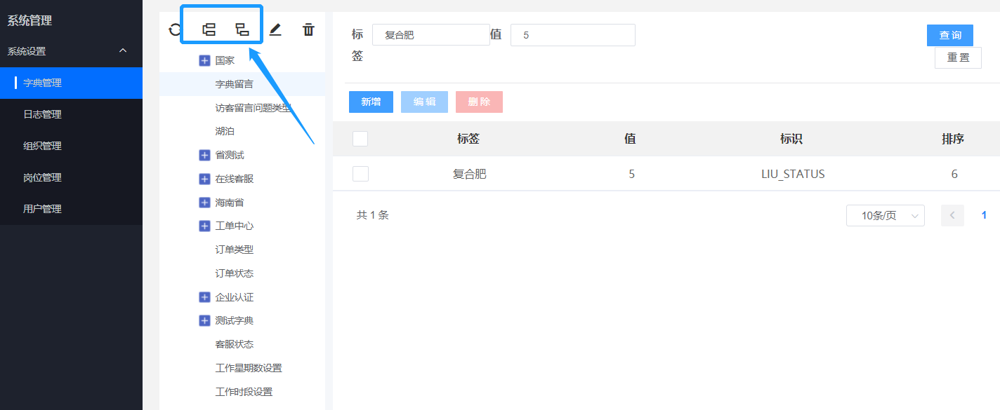 系统管理
系统设置
字典管理
日志管理
组织管理
岗位管理
用户管理
国家
字典留言
访客留言问题类型
湖泊
省测试
在线客服
海南省
工单中心
订单类型
订单状态
企业认证
测试字典
客服状态
工作星期数设置
工作时段设置
标签 复合肥 值 5
查询
重置
新增 编辑 删除
标签 值 标识 排序
复合肥 5 LIU_STATUS 6
共 1 条 10条/页 1